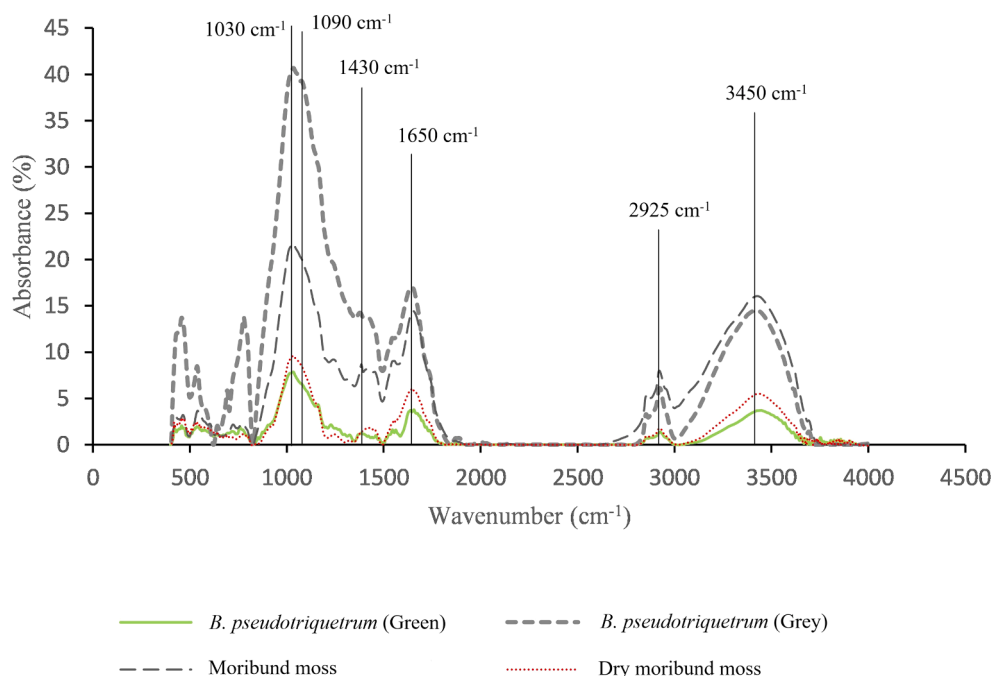 1030 cm⁻¹
1090 cm⁻¹
1430 cm⁻¹
1650 cm⁻¹
2925 cm⁻¹
3450 cm⁻¹
Absorbance (%)
45
40
35
30
25
20
15
10
5
0
0 500 1000 1500 2000 2500 3000 3500 4000 4500
Wavenumber (cm⁻¹)
B. pseudotriquetrum (Green)
B. pseudotriquetrum (Grey)
Moribund moss
Dry moribund moss